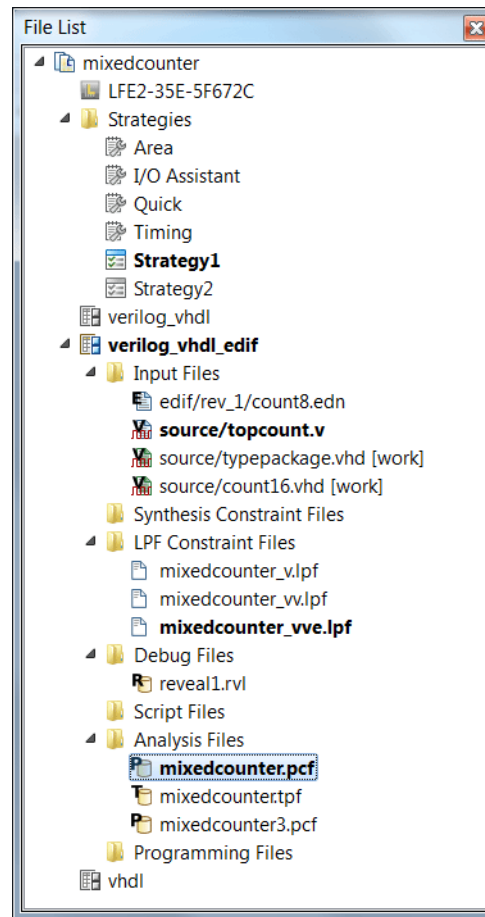 File List
mixedcounter
LFE2-35E-5F672C
Strategies
Area
I/O Assistant
Quick
Timing
Strategy1
Strategy2
verilog_vhdl
verilog_vhdl_edif
Input Files
edif/rev_1/count8.edn
source/topcount.v
source/typepackage.vhd [work]
source/count16.vhd [work]
Synthesis Constraint Files
LPF Constraint Files
mixedcounter_v.lpf
mixedcounter_vv.lpf
mixedcounter_vve.lpf
Debug Files
reveal1.rvl
Script Files
Analysis Files
mixedcounter.pcf
mixedcounter.tpf
mixedcounter3.pcf
Programming Files
vhdl